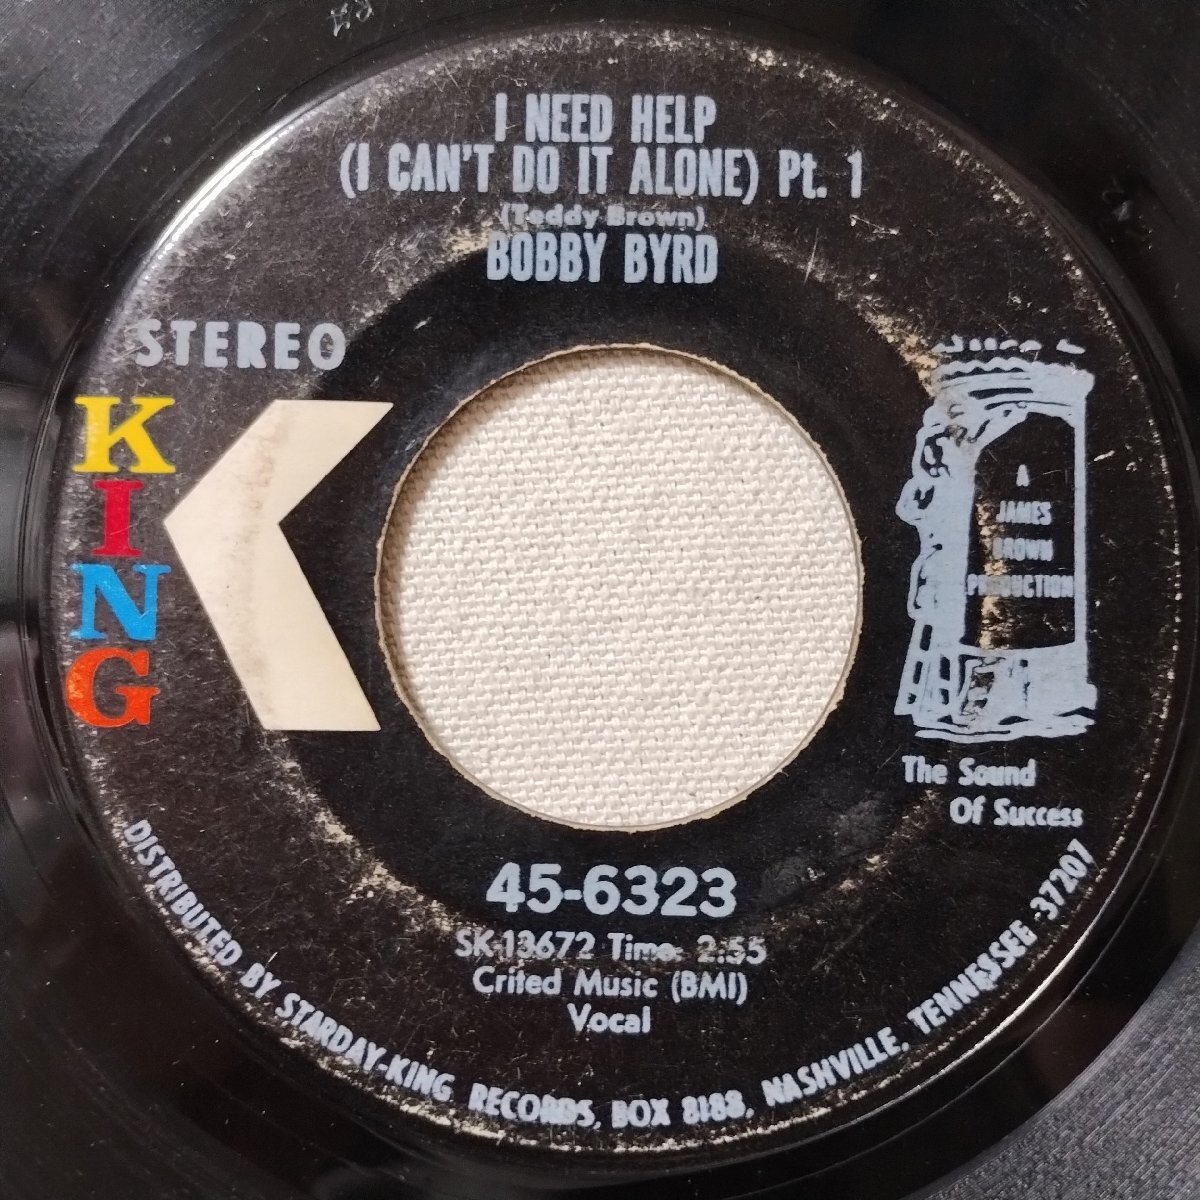 I NEED HELP
(I CAN'T DO IT ALONE) Pt. 1
(Teddy Brown)
BOBBY BYRD
STEREO
KING
A
JAMES
BROWN
PRODUCTION
The Sound
Of Success
45-6323
SK-13672 Time: 2:55
Crited Music (BMI)
Vocal
DISTRIBUTED BY STARDAY-KING RECORDS, BOX 8188, NASHVILLE, TENNESSEE 37207